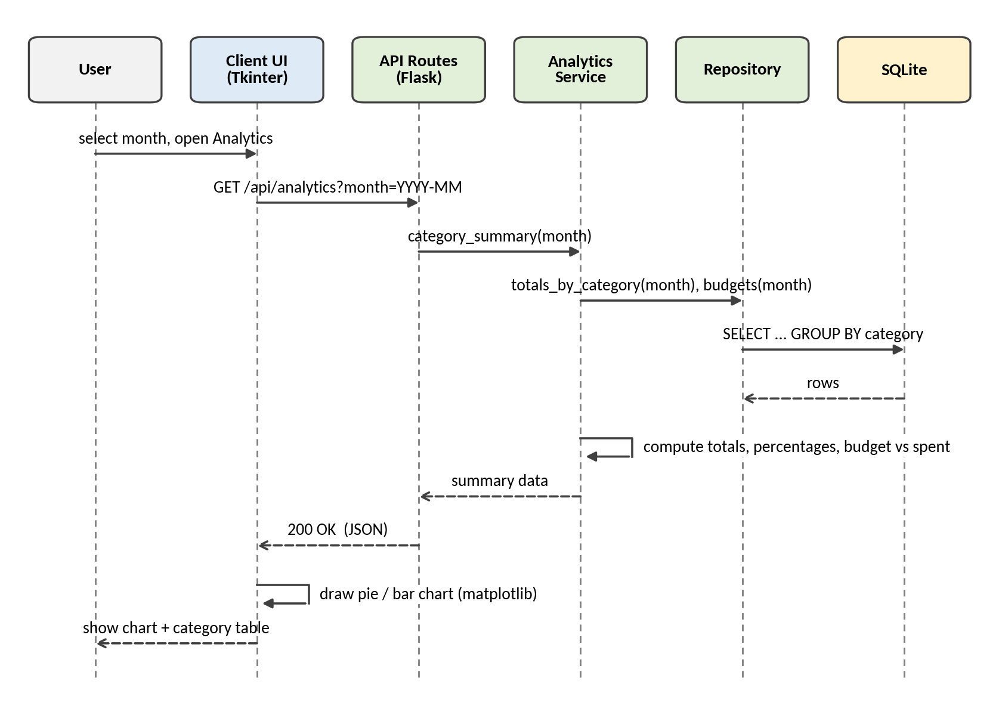 User
Client UI
(Tkinter)
API Routes
(Flask)
Analytics
Service
Repository
SQLite
select month, open Analytics
GET /api/analytics?month=YYYY-MM
category_summary(month)
totals_by_category(month), budgets(month)
SELECT ... GROUP BY category
rows
compute totals, percentages, budget vs spent
summary data
200 OK  (JSON)
draw pie / bar chart (matplotlib)
show chart + category table